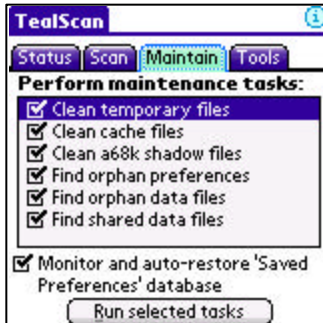 TealScan
Status Scan Maintain Tools
Perform maintenance tasks:
Clean temporary files
Clean cache files
Clean a68k shadow files
Find orphan preferences
Find orphan data files
Find shared data files
Monitor and auto-restore 'Saved
Preferences' database
Run selected tasks